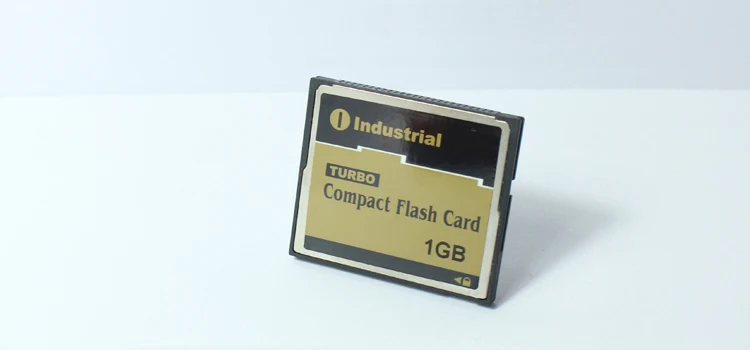 Industrial
TURBO
Compact Flash Card
1GB